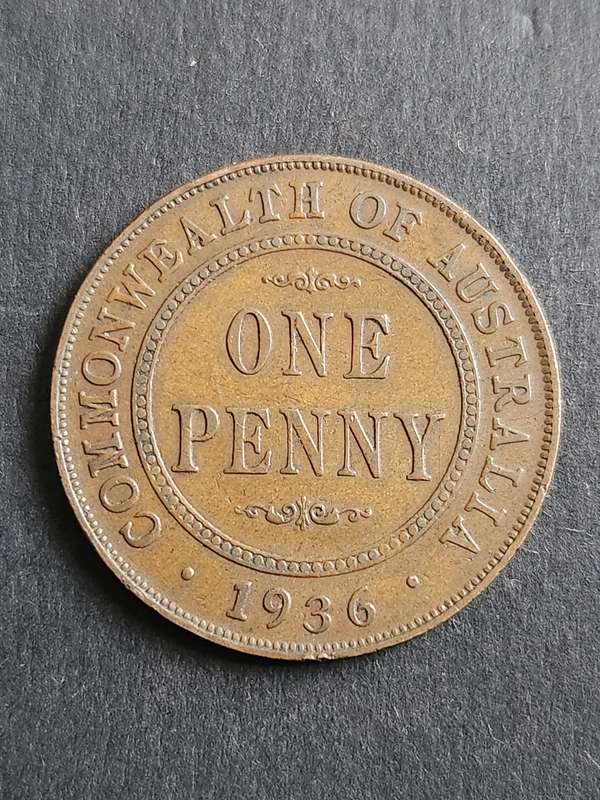 COMMONWEALTH OF AUSTRALIA
ONE
PENNY
1936